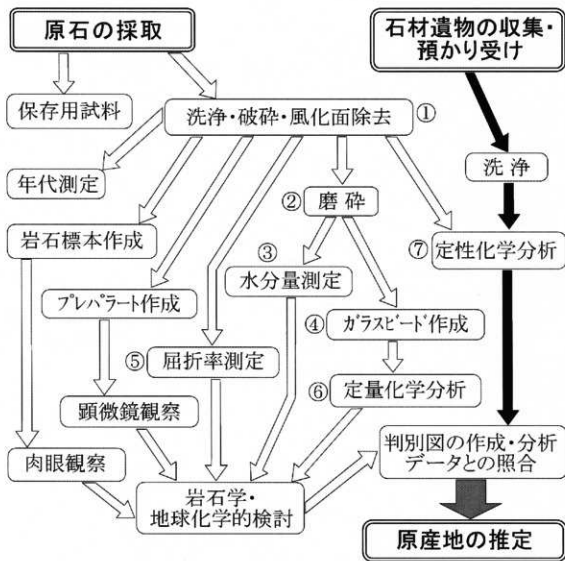 原石の採取
石材遺物の収集・
預かり受け
保存用試料
洗浄・破砕・風化面除去 ①
年代測定
洗浄
② 磨砕
岩石標本作成
⑦ 定性化学分析
③
水分量測定
プレパラート作成
④ ガラスビード作成
⑤ 屈折率測定
⑥ 定量化学分析
顕微鏡観察
肉眼観察
判別図の作成・分析
データとの照合
岩石学・
地球化学的検討
原産地の推定